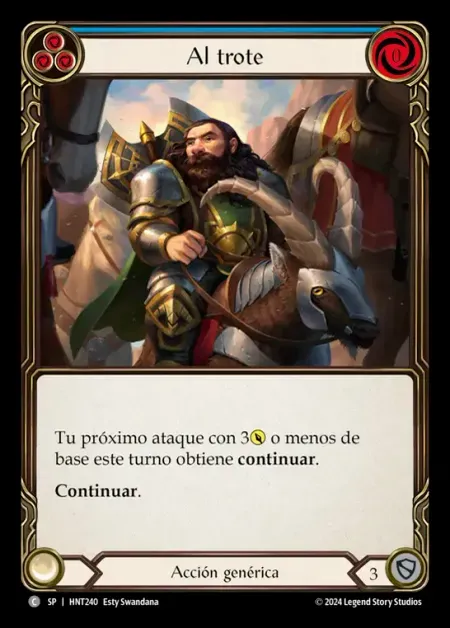 0
Al trote
Tu próximo ataque con 3 o menos de
base este turno obtiene continuar.
Continuar.
Acción genérica
3
C SP | HNT240 Esty Swandana
© 2024 Legend Story Studios